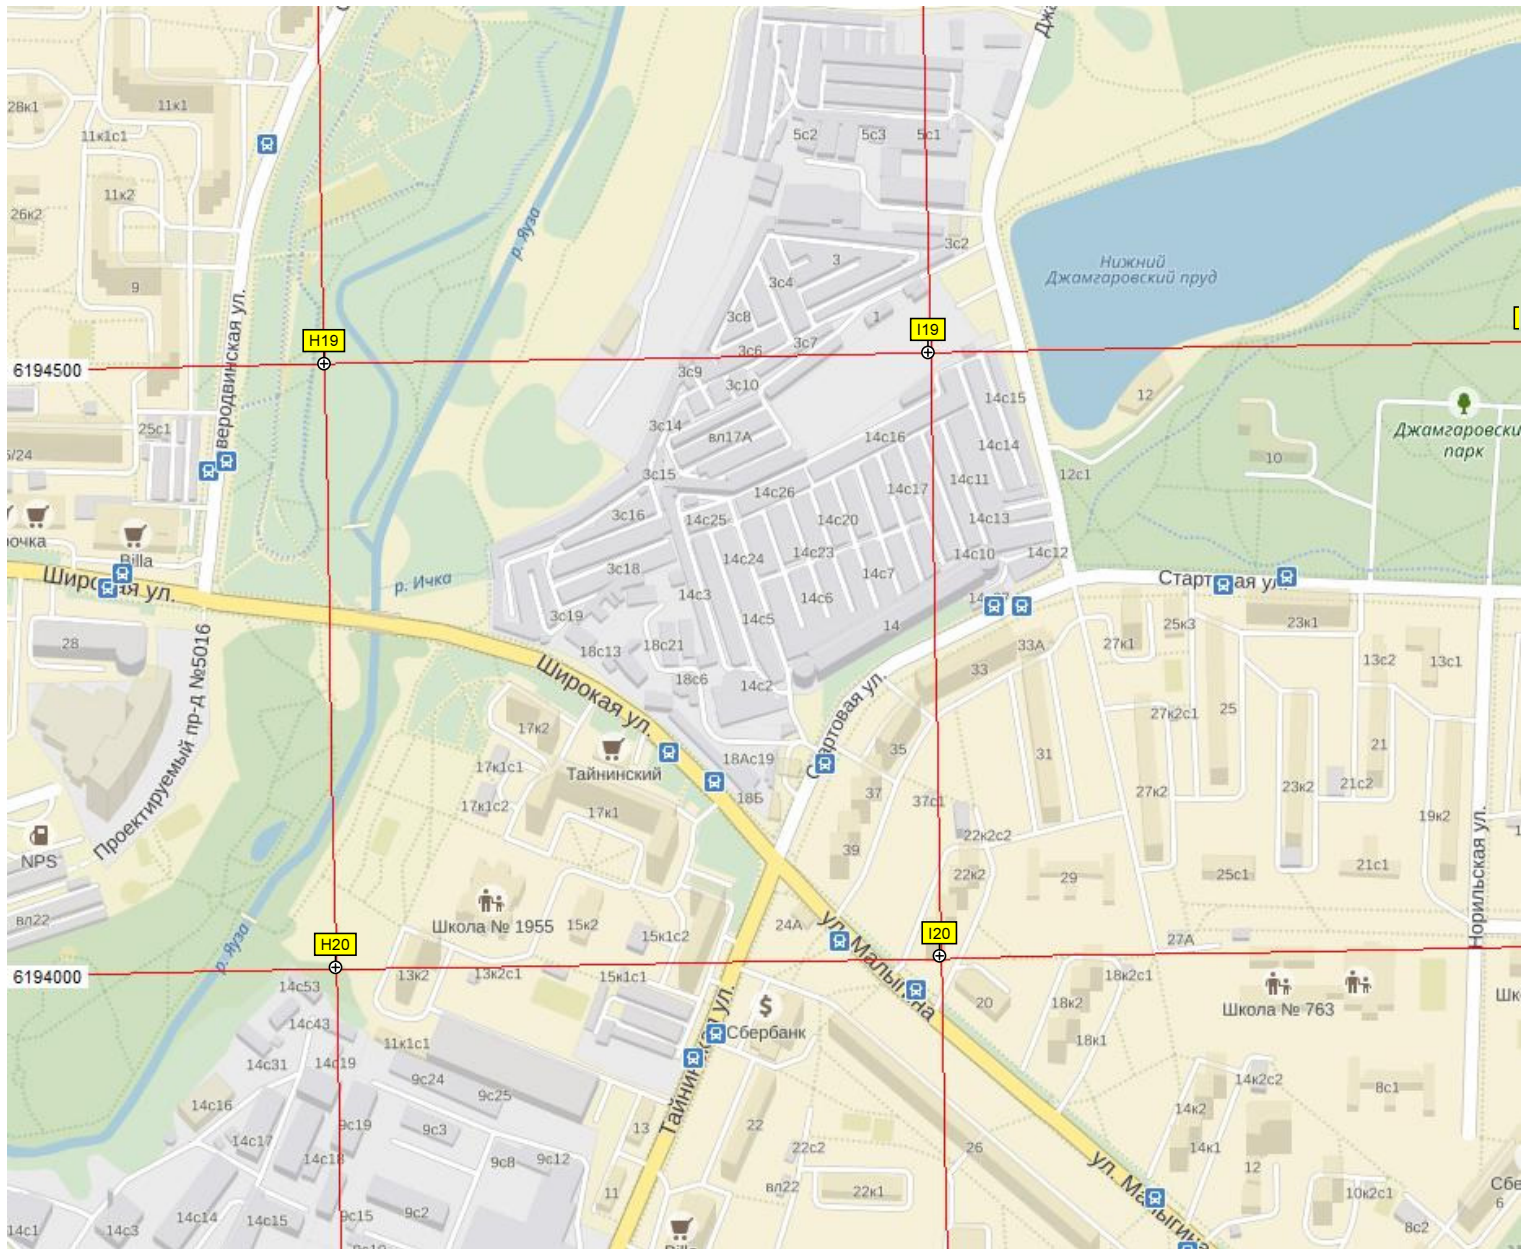 28к1
11к1
11к1с1
11к2
26к2
9
р. Яуза
5с2
5с3
5с1
3с2
3
3с4
3с8
1
Нижний
Джамгаровский пруд
H19
I19
6194500
3с6
3с7
3с9
3с10
14с15
12
3с14
вл17А
14с16
14с14
25с1
веродвинская ул.
5/24
10
Джамгаровски
парк
3с15
14с11
12с1
14с26
14с17
3с16
14с25
14с20
14с13
очка
Billa
14с24
14с23
14с10
14с12
3с18
14с7
р. Ичка
Широкая ул.
Стартовая ул.
14с3
14с6
3с19
14с5
14
28
18с13
18с21
33А
27к1
25к3
23к1
33
13с2
13с1
Проектируемый пр-д №5016
Широкая ул.
18с6
14с2
Стартовая ул.
27к2с1
25
17к2
35
31
21
18Ас19
Тайнинский
17к1с1
17к1с2
17к1
18Б
37
37с1
27к2
23к2
21с2
19к2
Норильская ул.
NPS
39
22к2с2
22к2
29
25с1
21с1
вл22
р. Яуза
Школа № 1955
15к2
15к1с2
24А
ул. Малыгина
27А
H20
I20
6194000
13к2
13к2с1
15к1с1
14с53
20
18к2
18к2с1
Школа № 763
Шк
14с43
Сбербанк
18к1
11к1с1
14с31
14с19
9с24
Тайнинская ул.
14к2с2
8с1
9с25
14с16
14к2
9с19
9с3
13
22
14с17
22с2
26
14к1
14с18
9с8
9с12
ул. Малыгина
12
11
вл22
22к1
10к2с1
Сбе
6
14с1
14с3
14с14
14с15
9с15
9с2
8с2
Billa